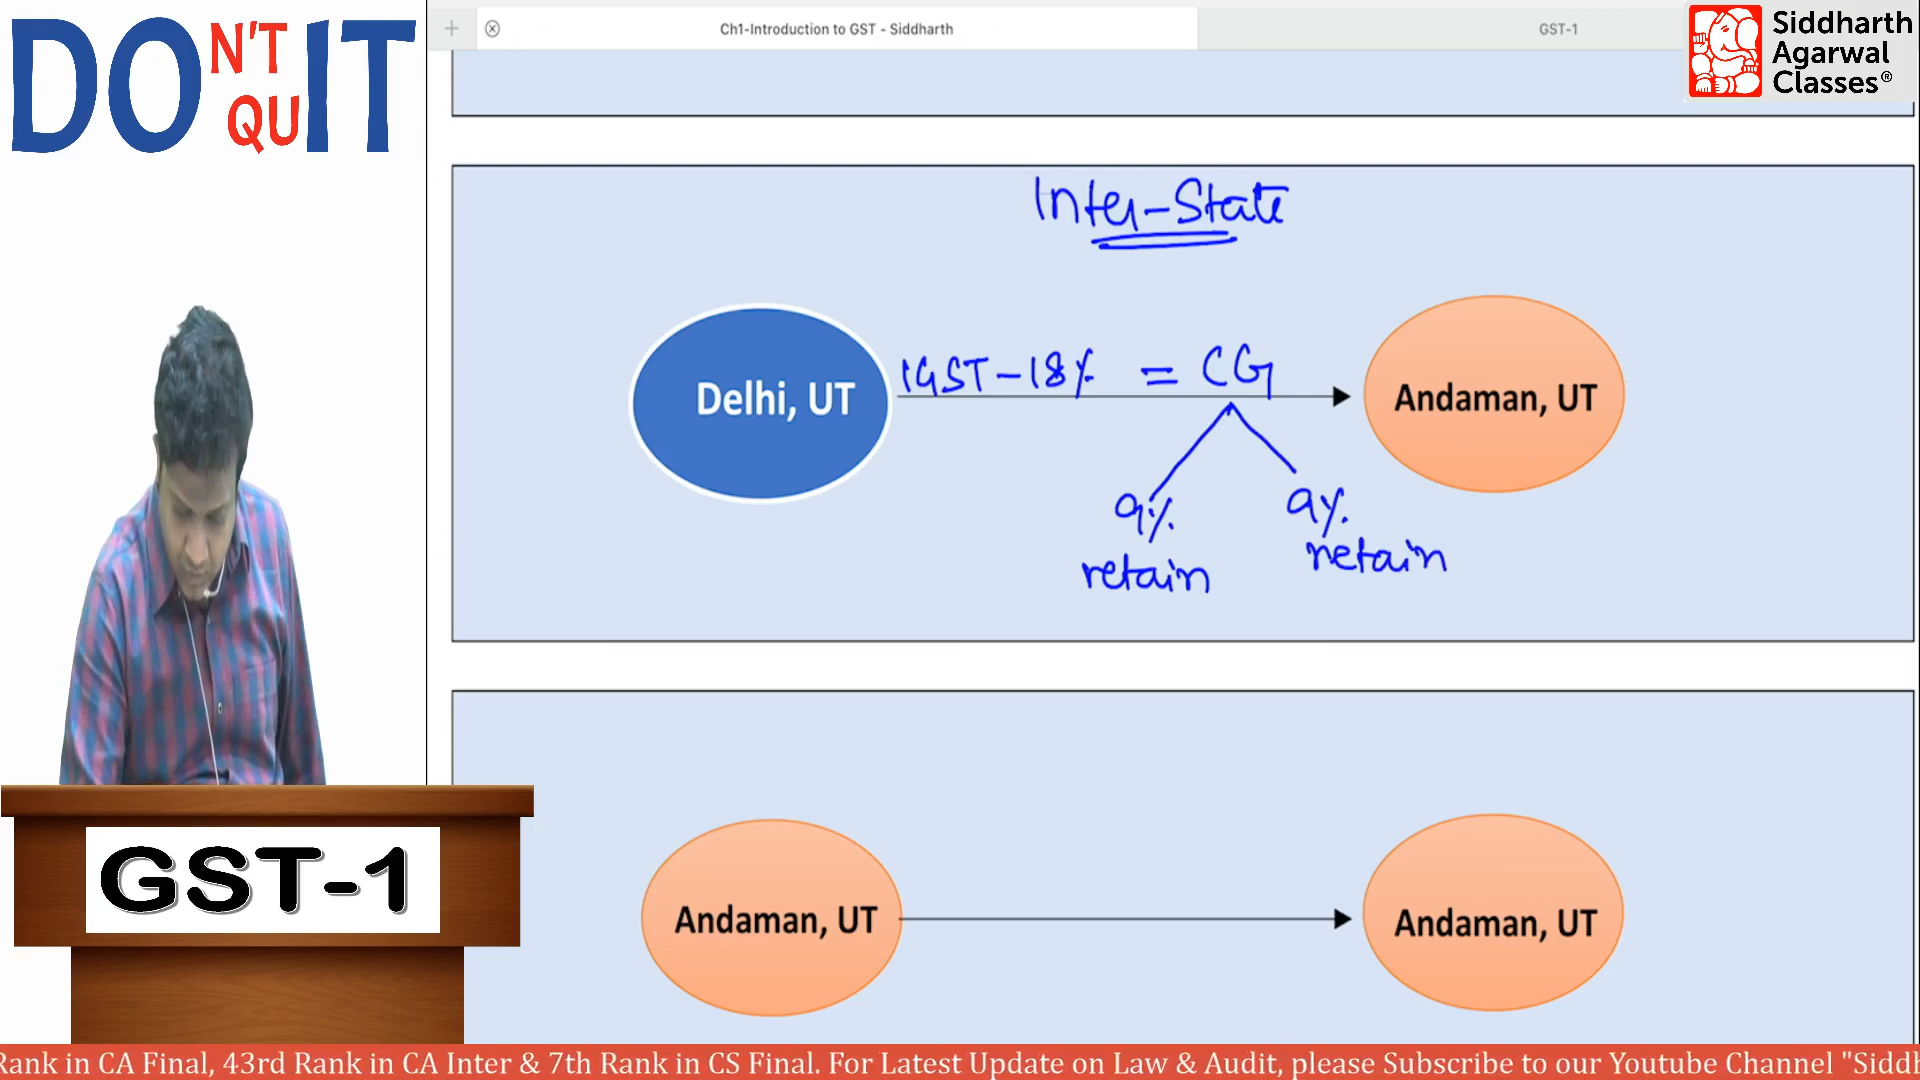 DON'T QUIT
Ch1-Introduction to GST - Siddharth
GST-1
Siddharth
Agarwal
Classes®
Inter-State
Delhi, UT
IGST-18% = CG
Andaman, UT
9%
9%
retain
retain
Andaman, UT
Andaman, UT
GST-1
Rank in CA Final, 43rd Rank in CA Inter & 7th Rank in CS Final. For Latest Update on Law & Audit, please Subscribe to our Youtube Channel "Siddh